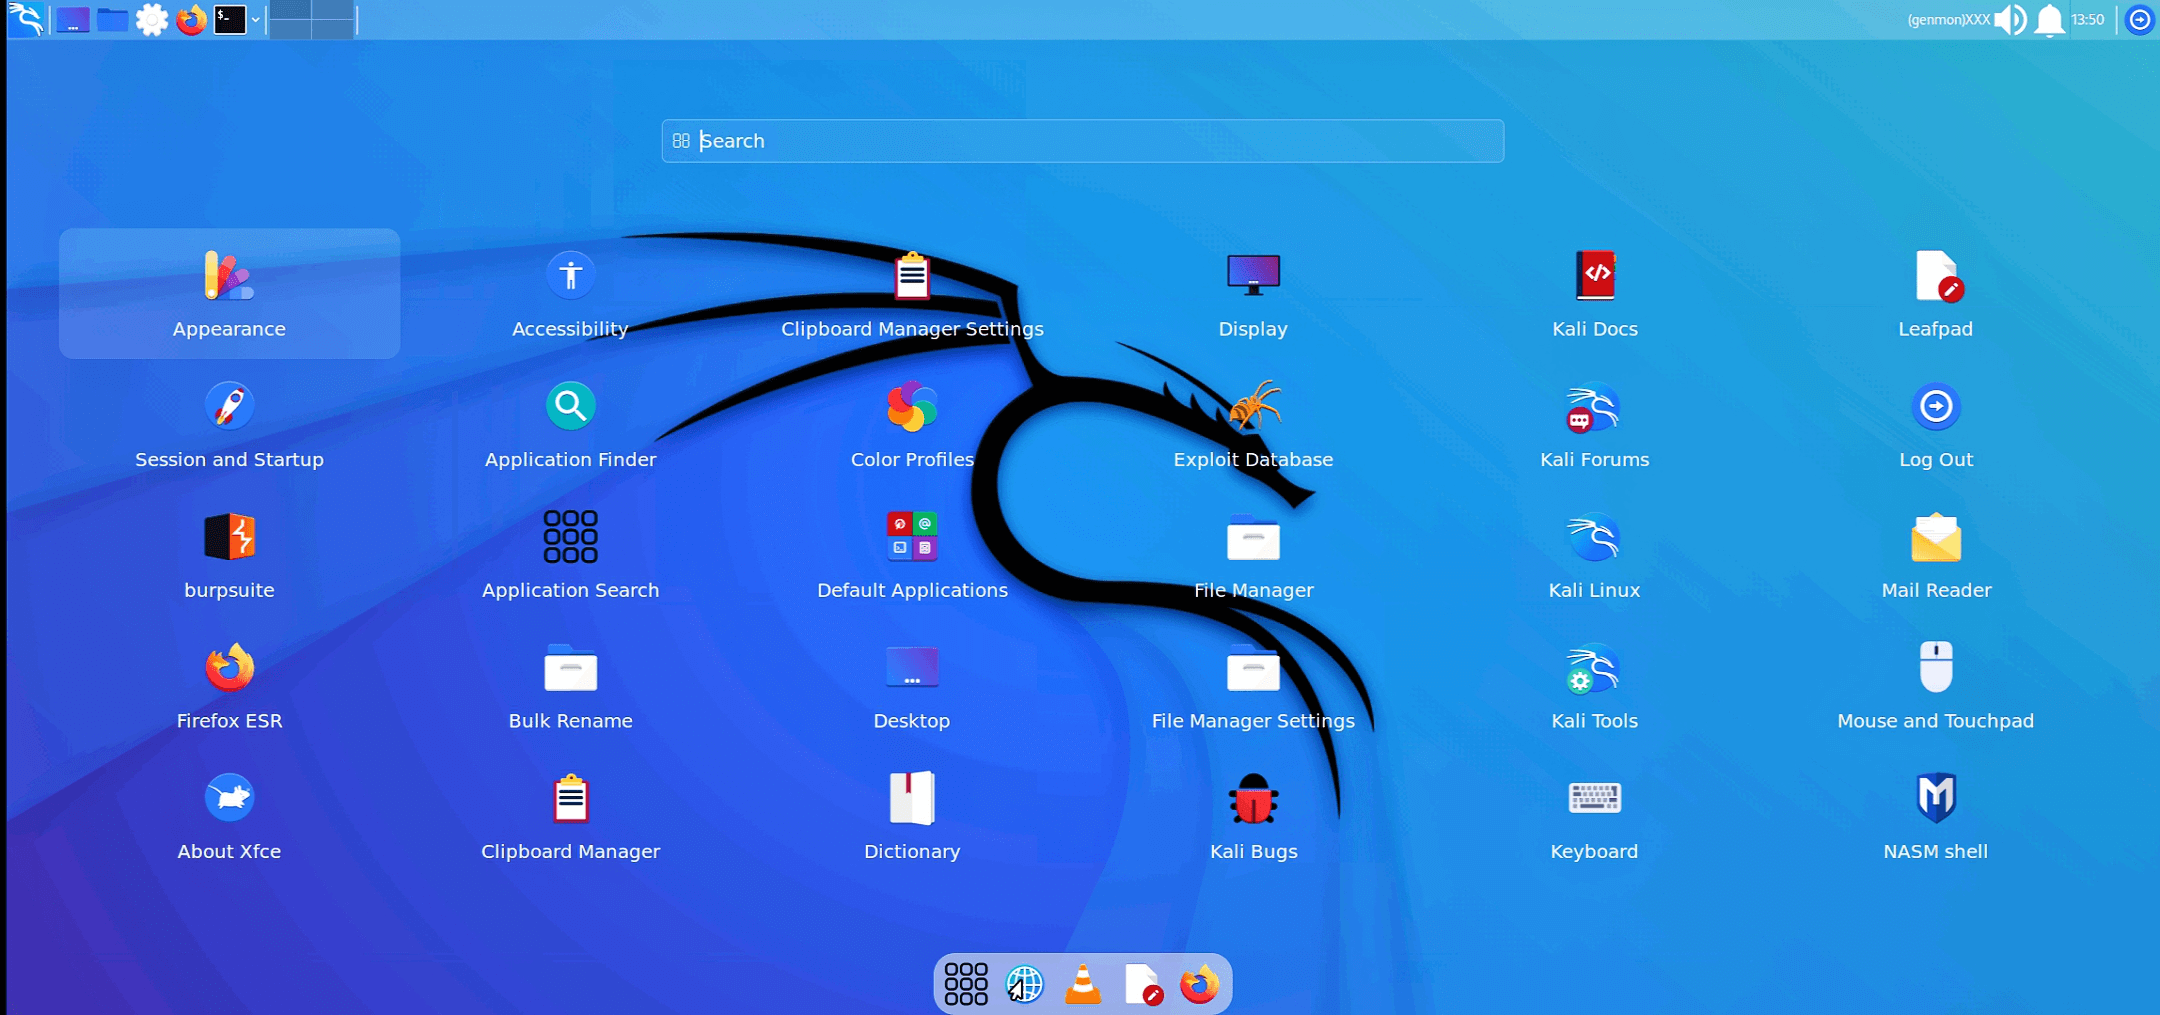 (genmon)XXX 13:50
Search
Appearance
Accessibility
Clipboard Manager Settings
Display
Kali Docs
Leafpad
Session and Startup
Application Finder
Color Profiles
Exploit Database
Kali Forums
Log Out
burpsuite
Application Search
Default Applications
File Manager
Kali Linux
Mail Reader
Firefox ESR
Bulk Rename
Desktop
File Manager Settings
Kali Tools
Mouse and Touchpad
About Xfce
Clipboard Manager
Dictionary
Kali Bugs
Keyboard
NASM shell